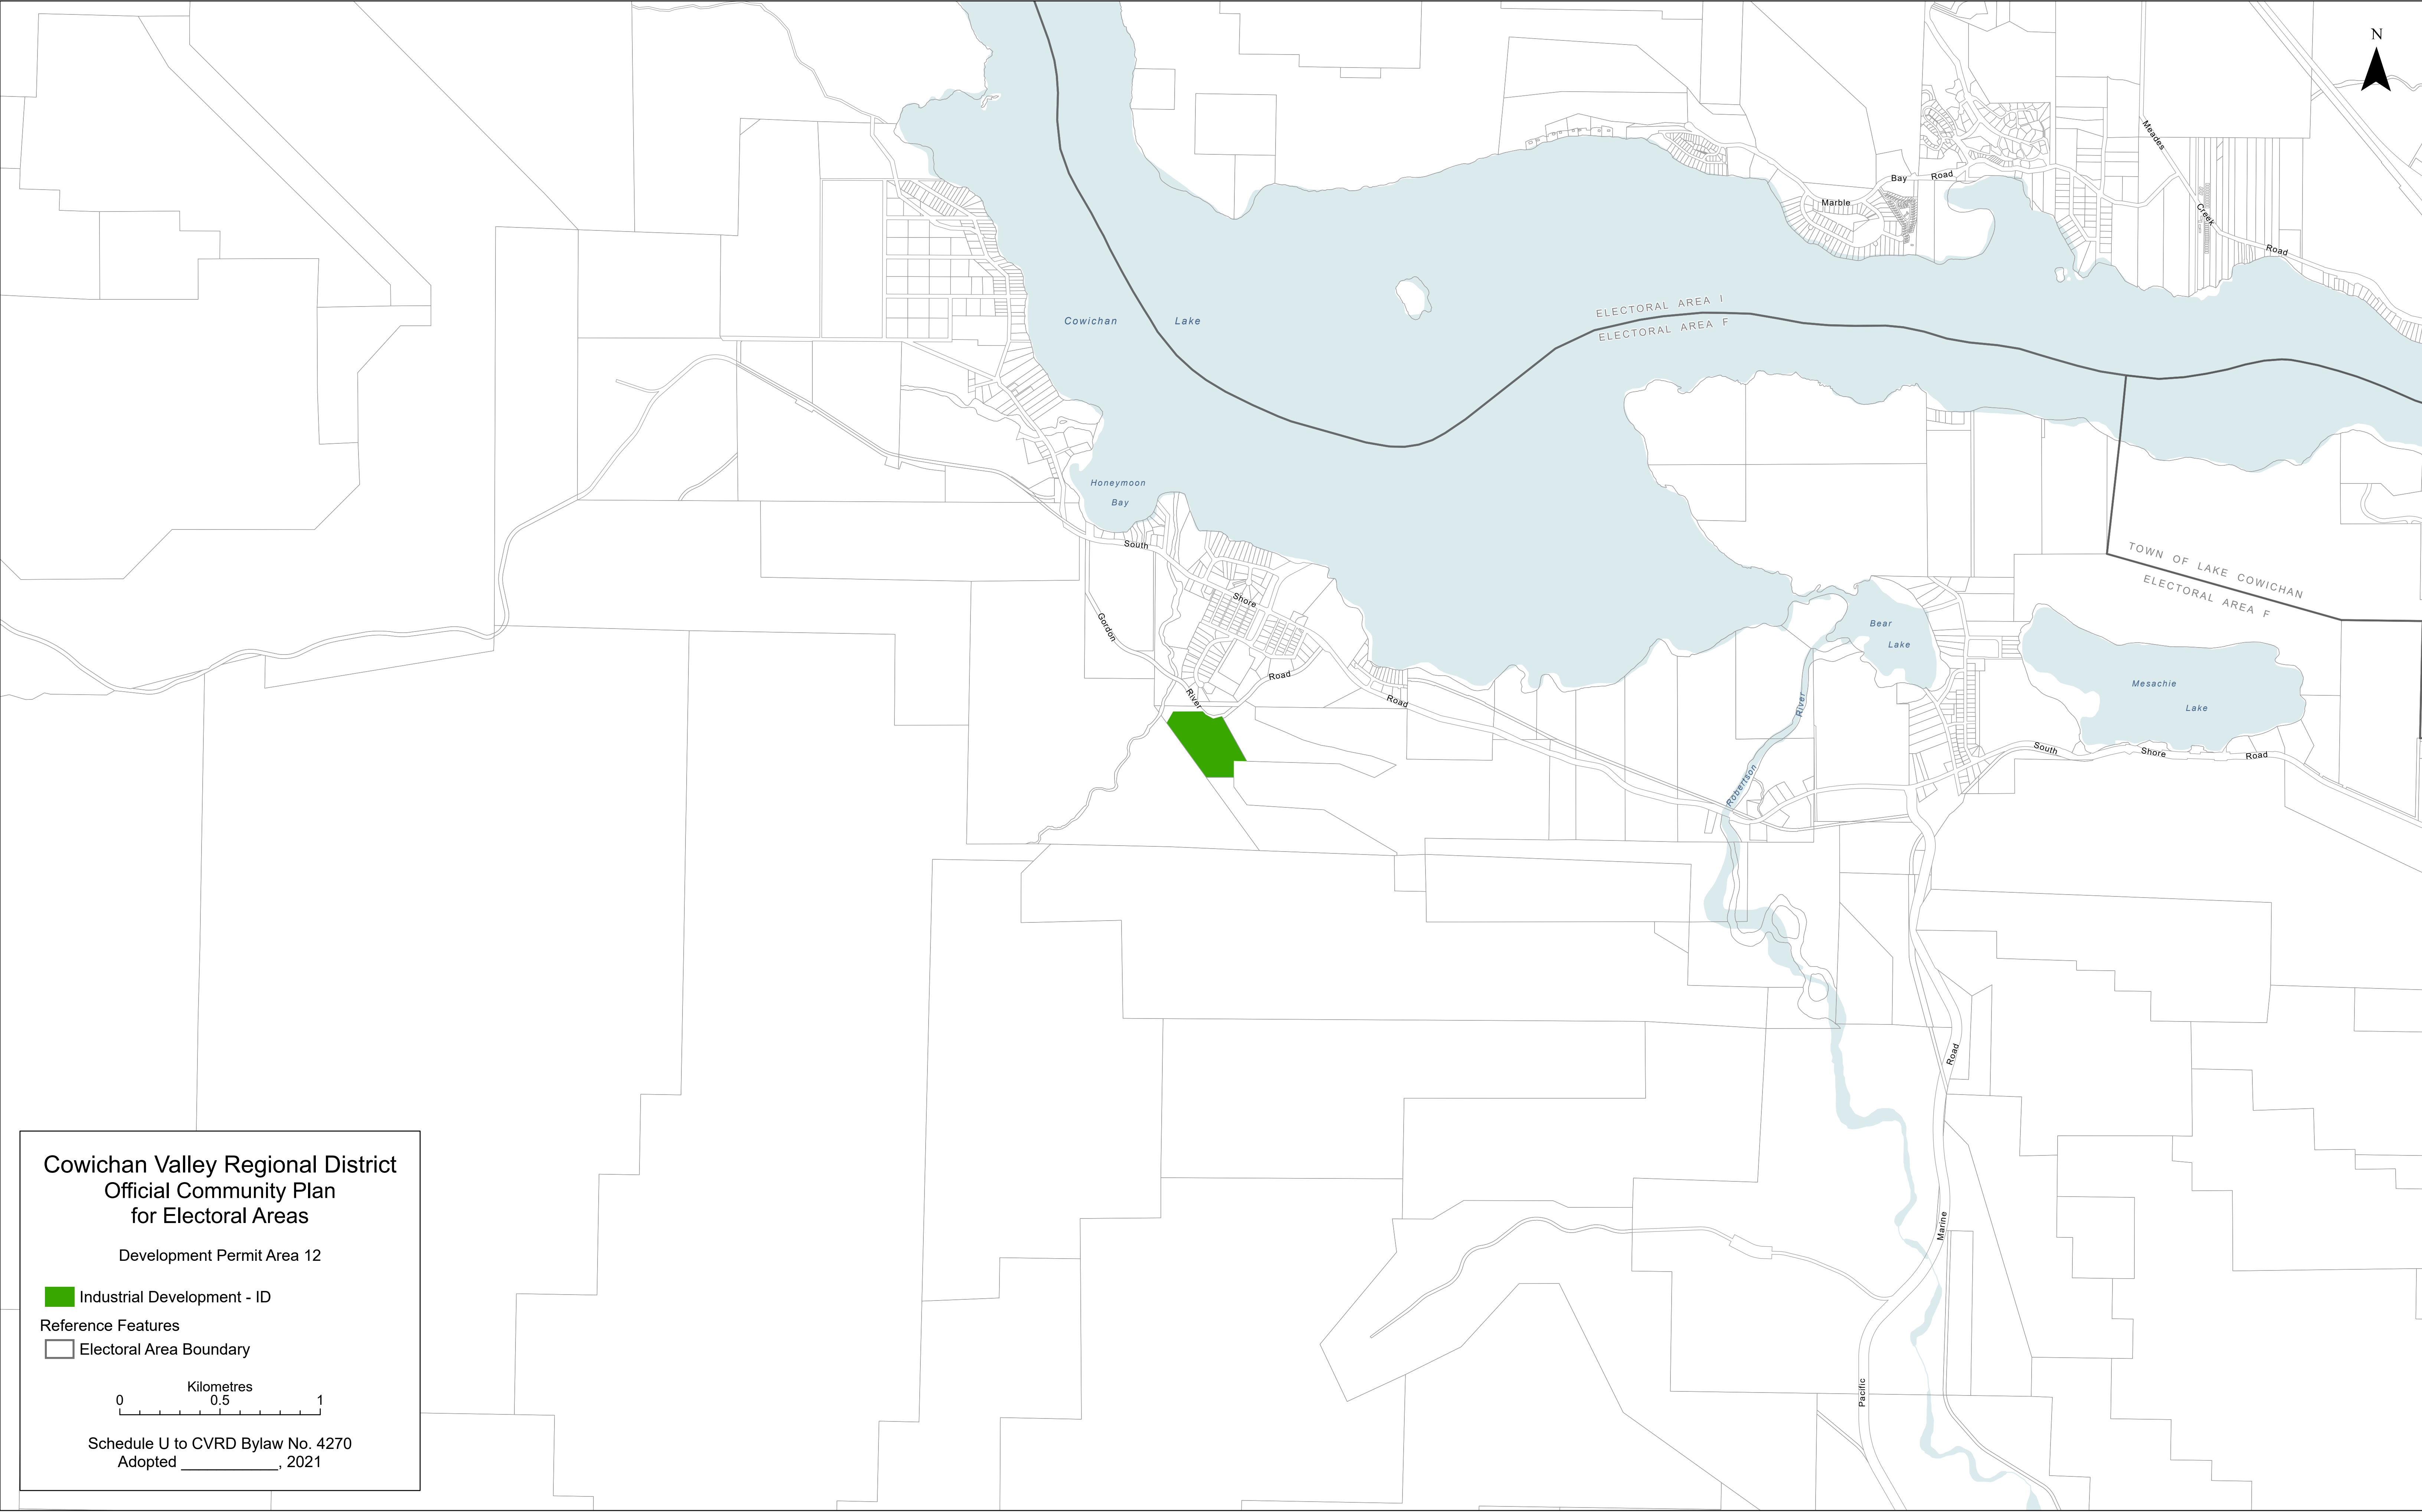 N
Meades
Bay Road
Marble
Creek
Road
ELECTORAL AREA I
Cowichan Lake
ELECTORAL AREA F
Honeymoon
Bay
South
TOWN OF LAKE COWICHAN
ELECTORAL AREA F
Shore
Gordon
Bear
Lake
Road
River
Road
River
Mesachie
Lake
South
Shore
Road
Robertson
Road
Marine
Pacific
Cowichan Valley Regional District
Official Community Plan
for Electoral Areas
Development Permit Area 12
Industrial Development - ID
Reference Features
Electoral Area Boundary
Kilometres
0 0.5 1
Schedule U to CVRD Bylaw No. 4270
Adopted ___________, 2021